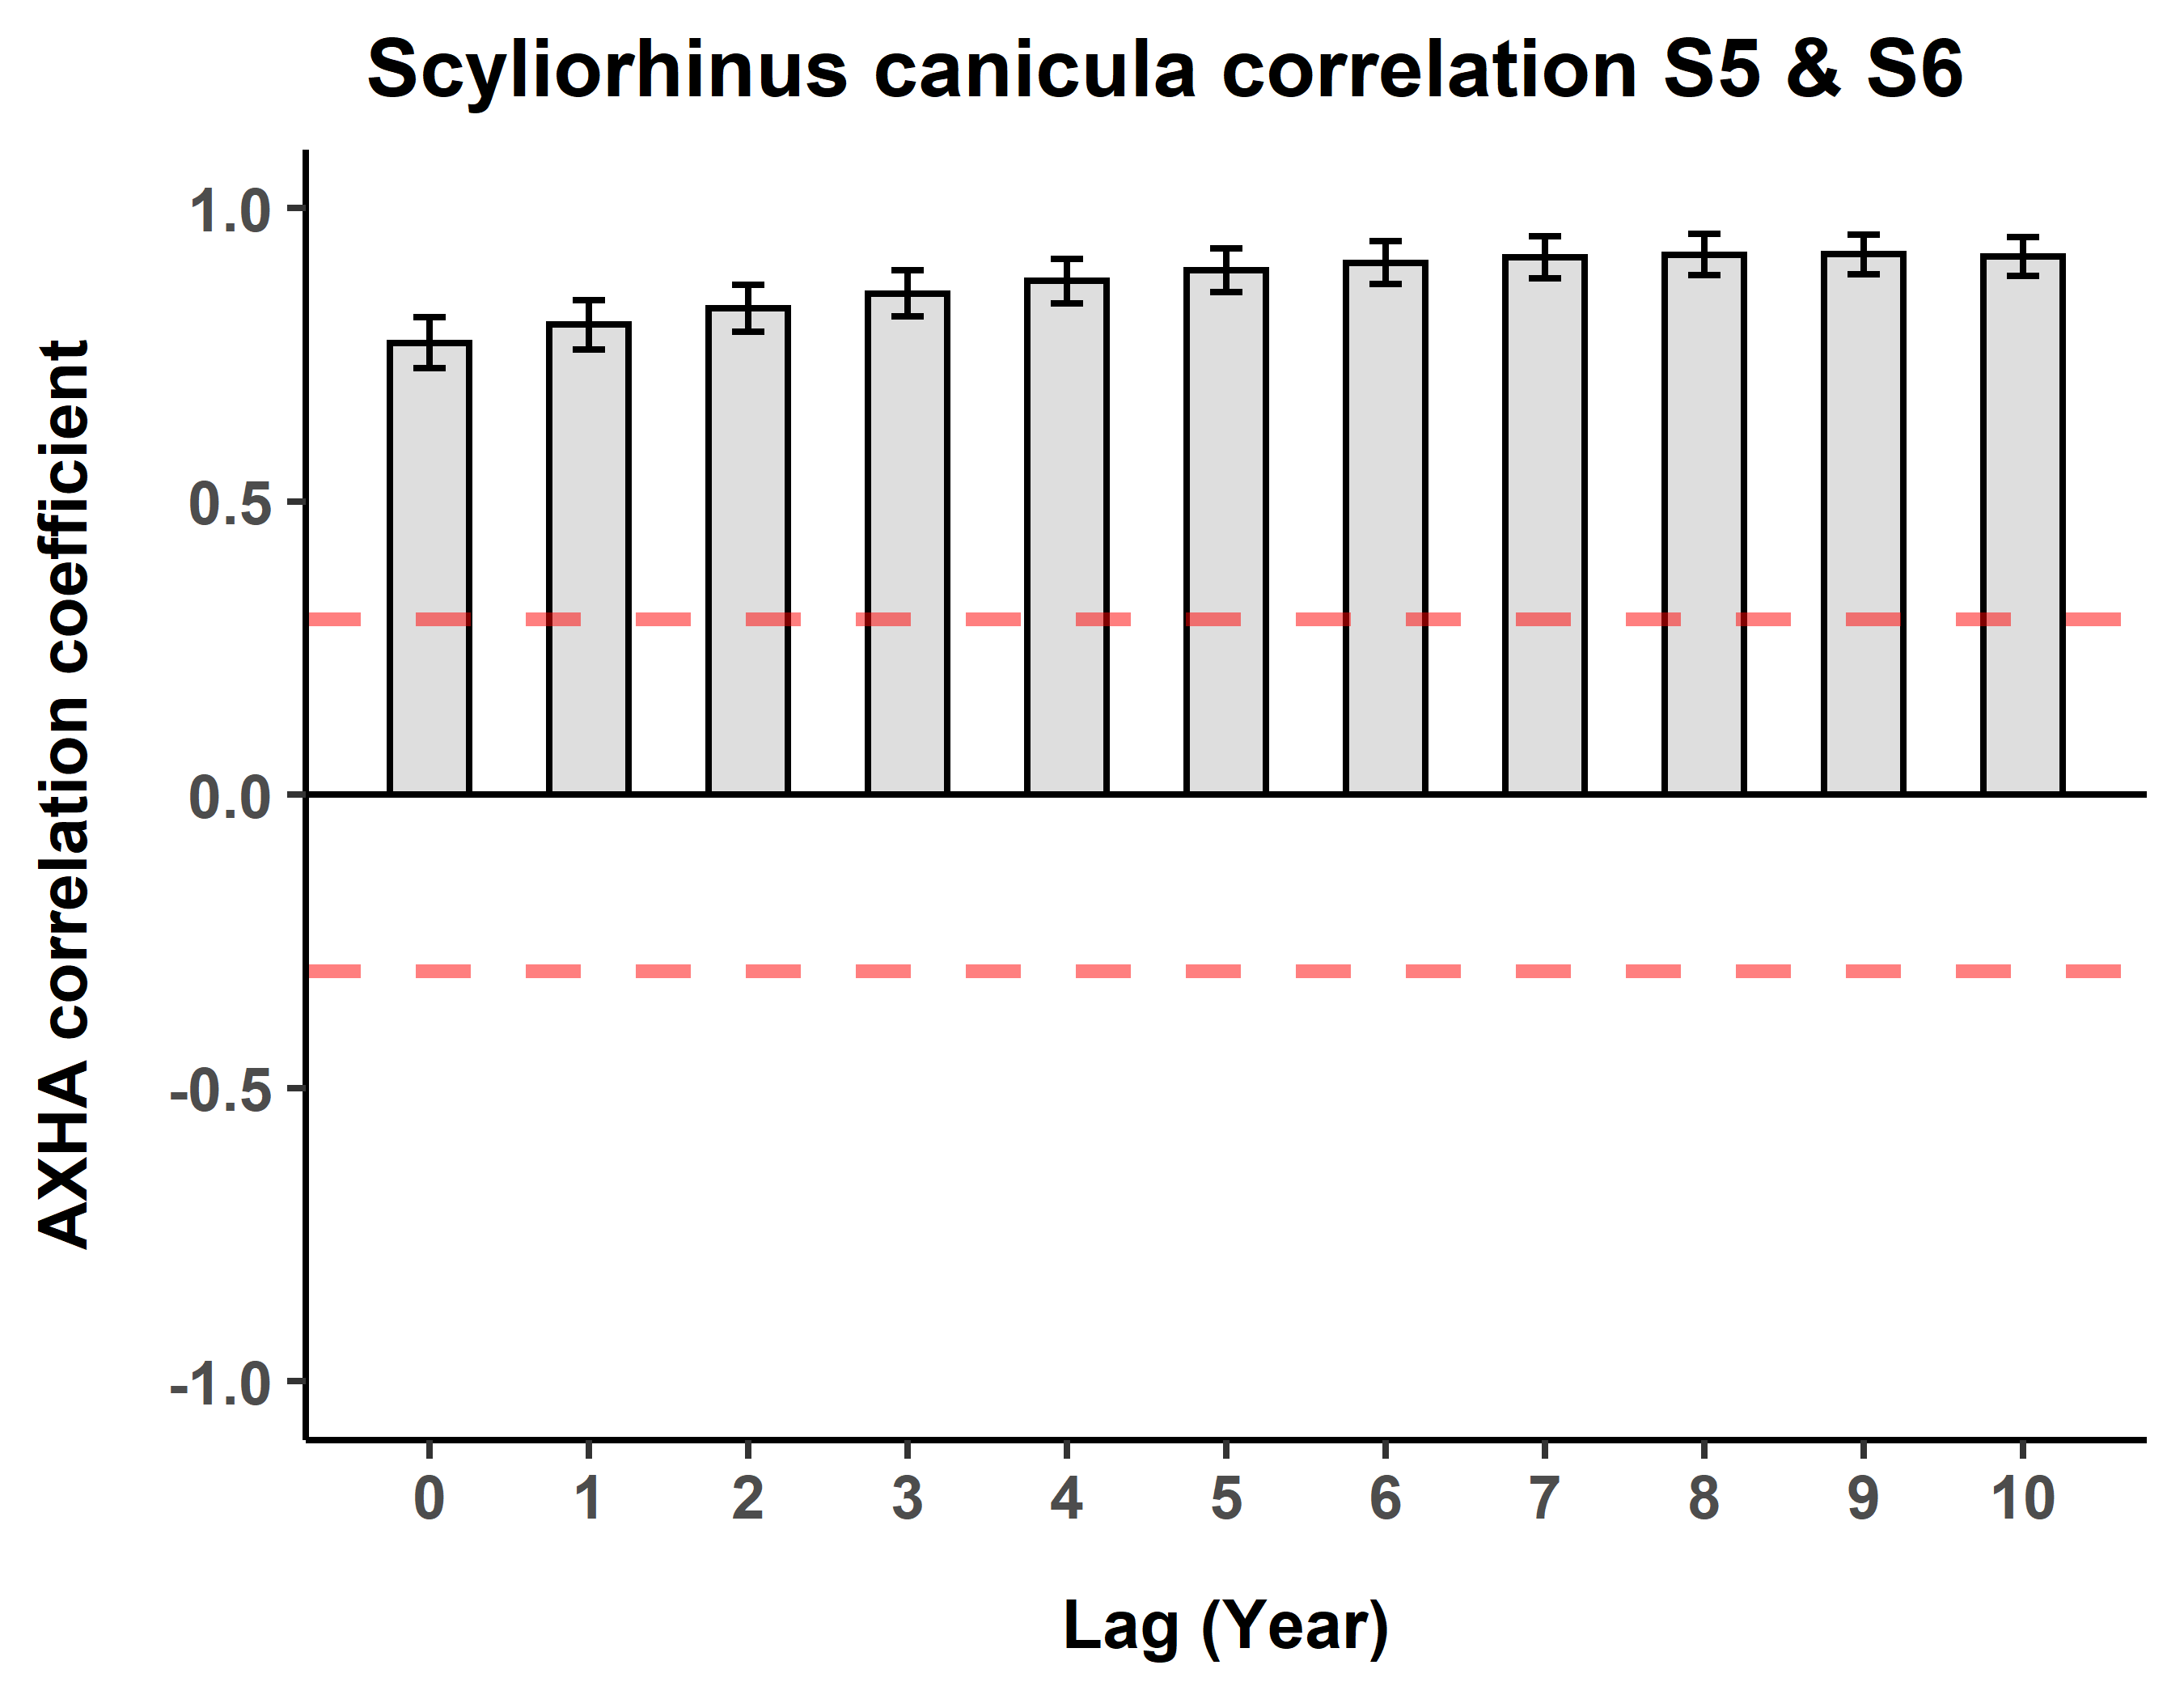 Scyliorhinus canicula correlation S5 & S6
AXHA correlation coefficient
1.0
0.5
0.0
-0.5
-1.0
0 1 2 3 4 5 6 7 8 9 10
Lag (Year)